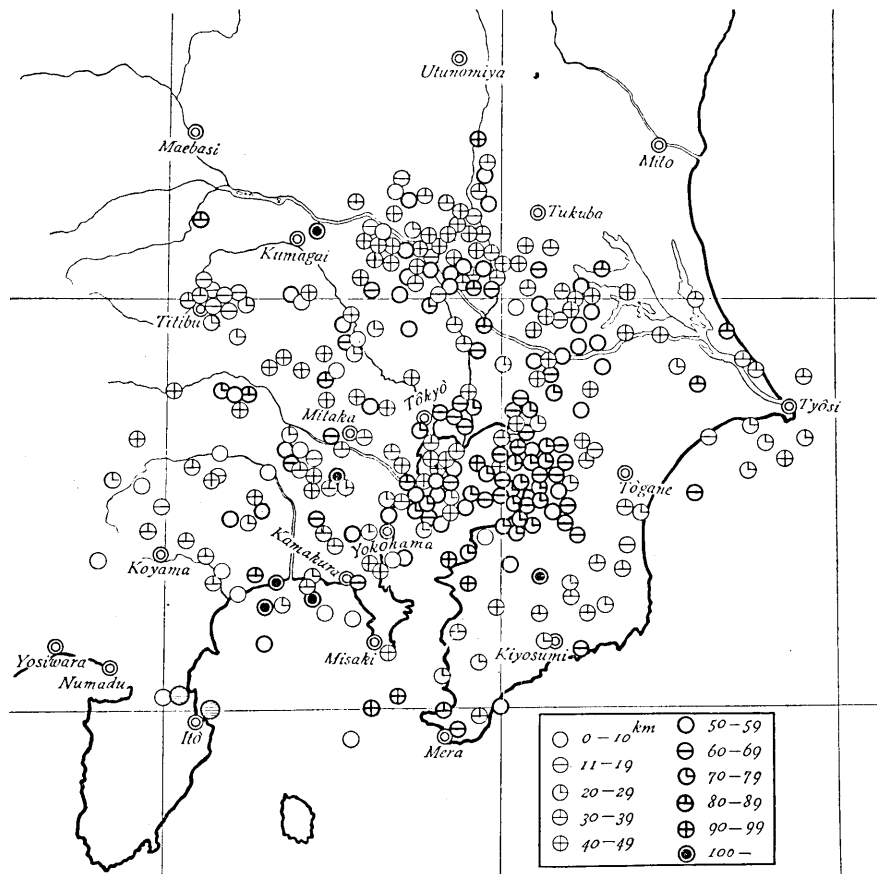 Utunomiya
Maebasi
Mito
Tukuba
Kumagai
Titibu
Tôkyô
Tyôsi
Mitaka
Tôgane
Yokohama
Kamakura
Koyama
Misaki
Kiyosumi
Yosiwara
Numadu
Itô
Mera
0-10 km
11-19
20-29
30-39
40-49
50-59
60-69
70-79
80-89
90-99
100-